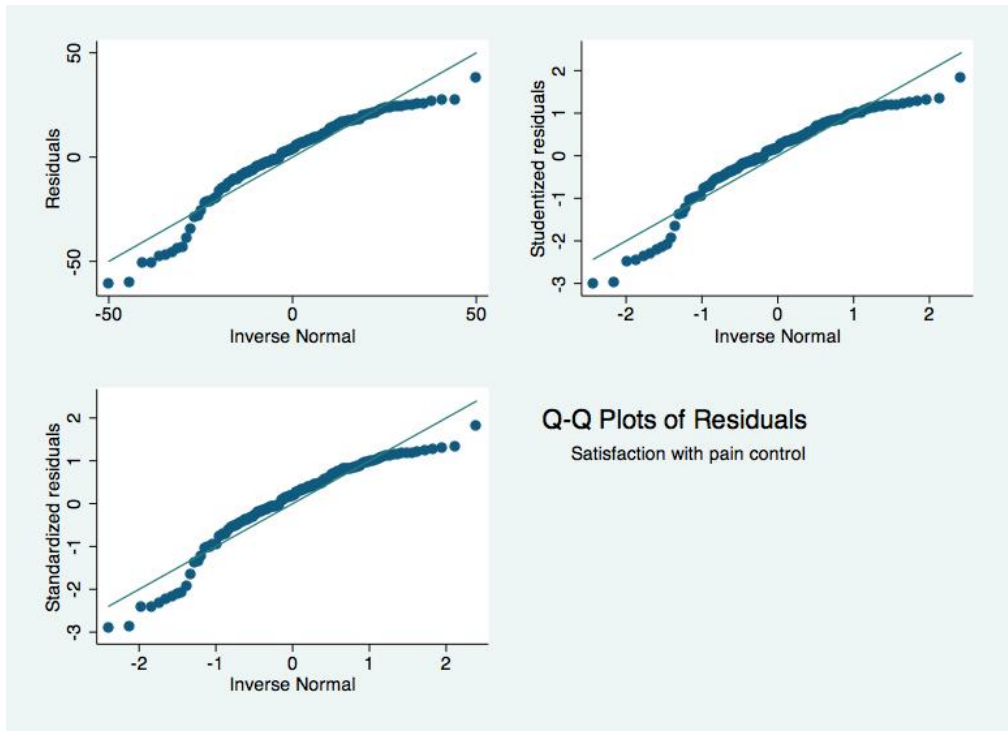 50
0
-50
Residuals
-50 0 50
Inverse Normal
2
1
0
-1
-2
-3
Studentized residuals
-2 -1 0 1 2
Inverse Normal
2
1
0
-1
-2
-3
Standardized residuals
-2 -1 0 1 2
Inverse Normal
Q-Q Plots of Residuals
Satisfaction with pain control